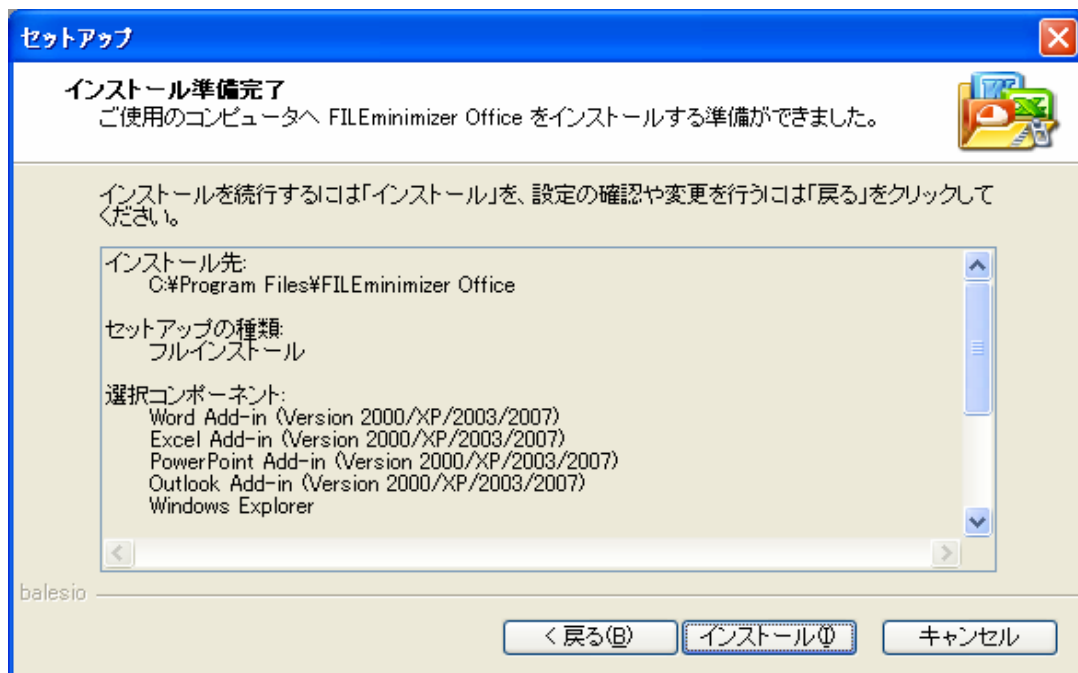 セットアップ
インストール準備完了
ご使用のコンピュータへ FILEminimizer Office をインストールする準備ができました。
インストールを続行するには「インストール」を、設定の確認や変更を行うには「戻る」をクリックして
ください。
インストール先:
C:¥Program Files¥FILEminimizer Office
セットアップの種類:
フルインストール
選択コンポーネント:
Word Add-in (Version 2000/XP/2003/2007)
Excel Add-in (Version 2000/XP/2003/2007)
PowerPoint Add-in (Version 2000/XP/2003/2007)
Outlook Add-in (Version 2000/XP/2003/2007)
Windows Explorer
balesio
< 戻る(B)
インストール(I)
キャンセル